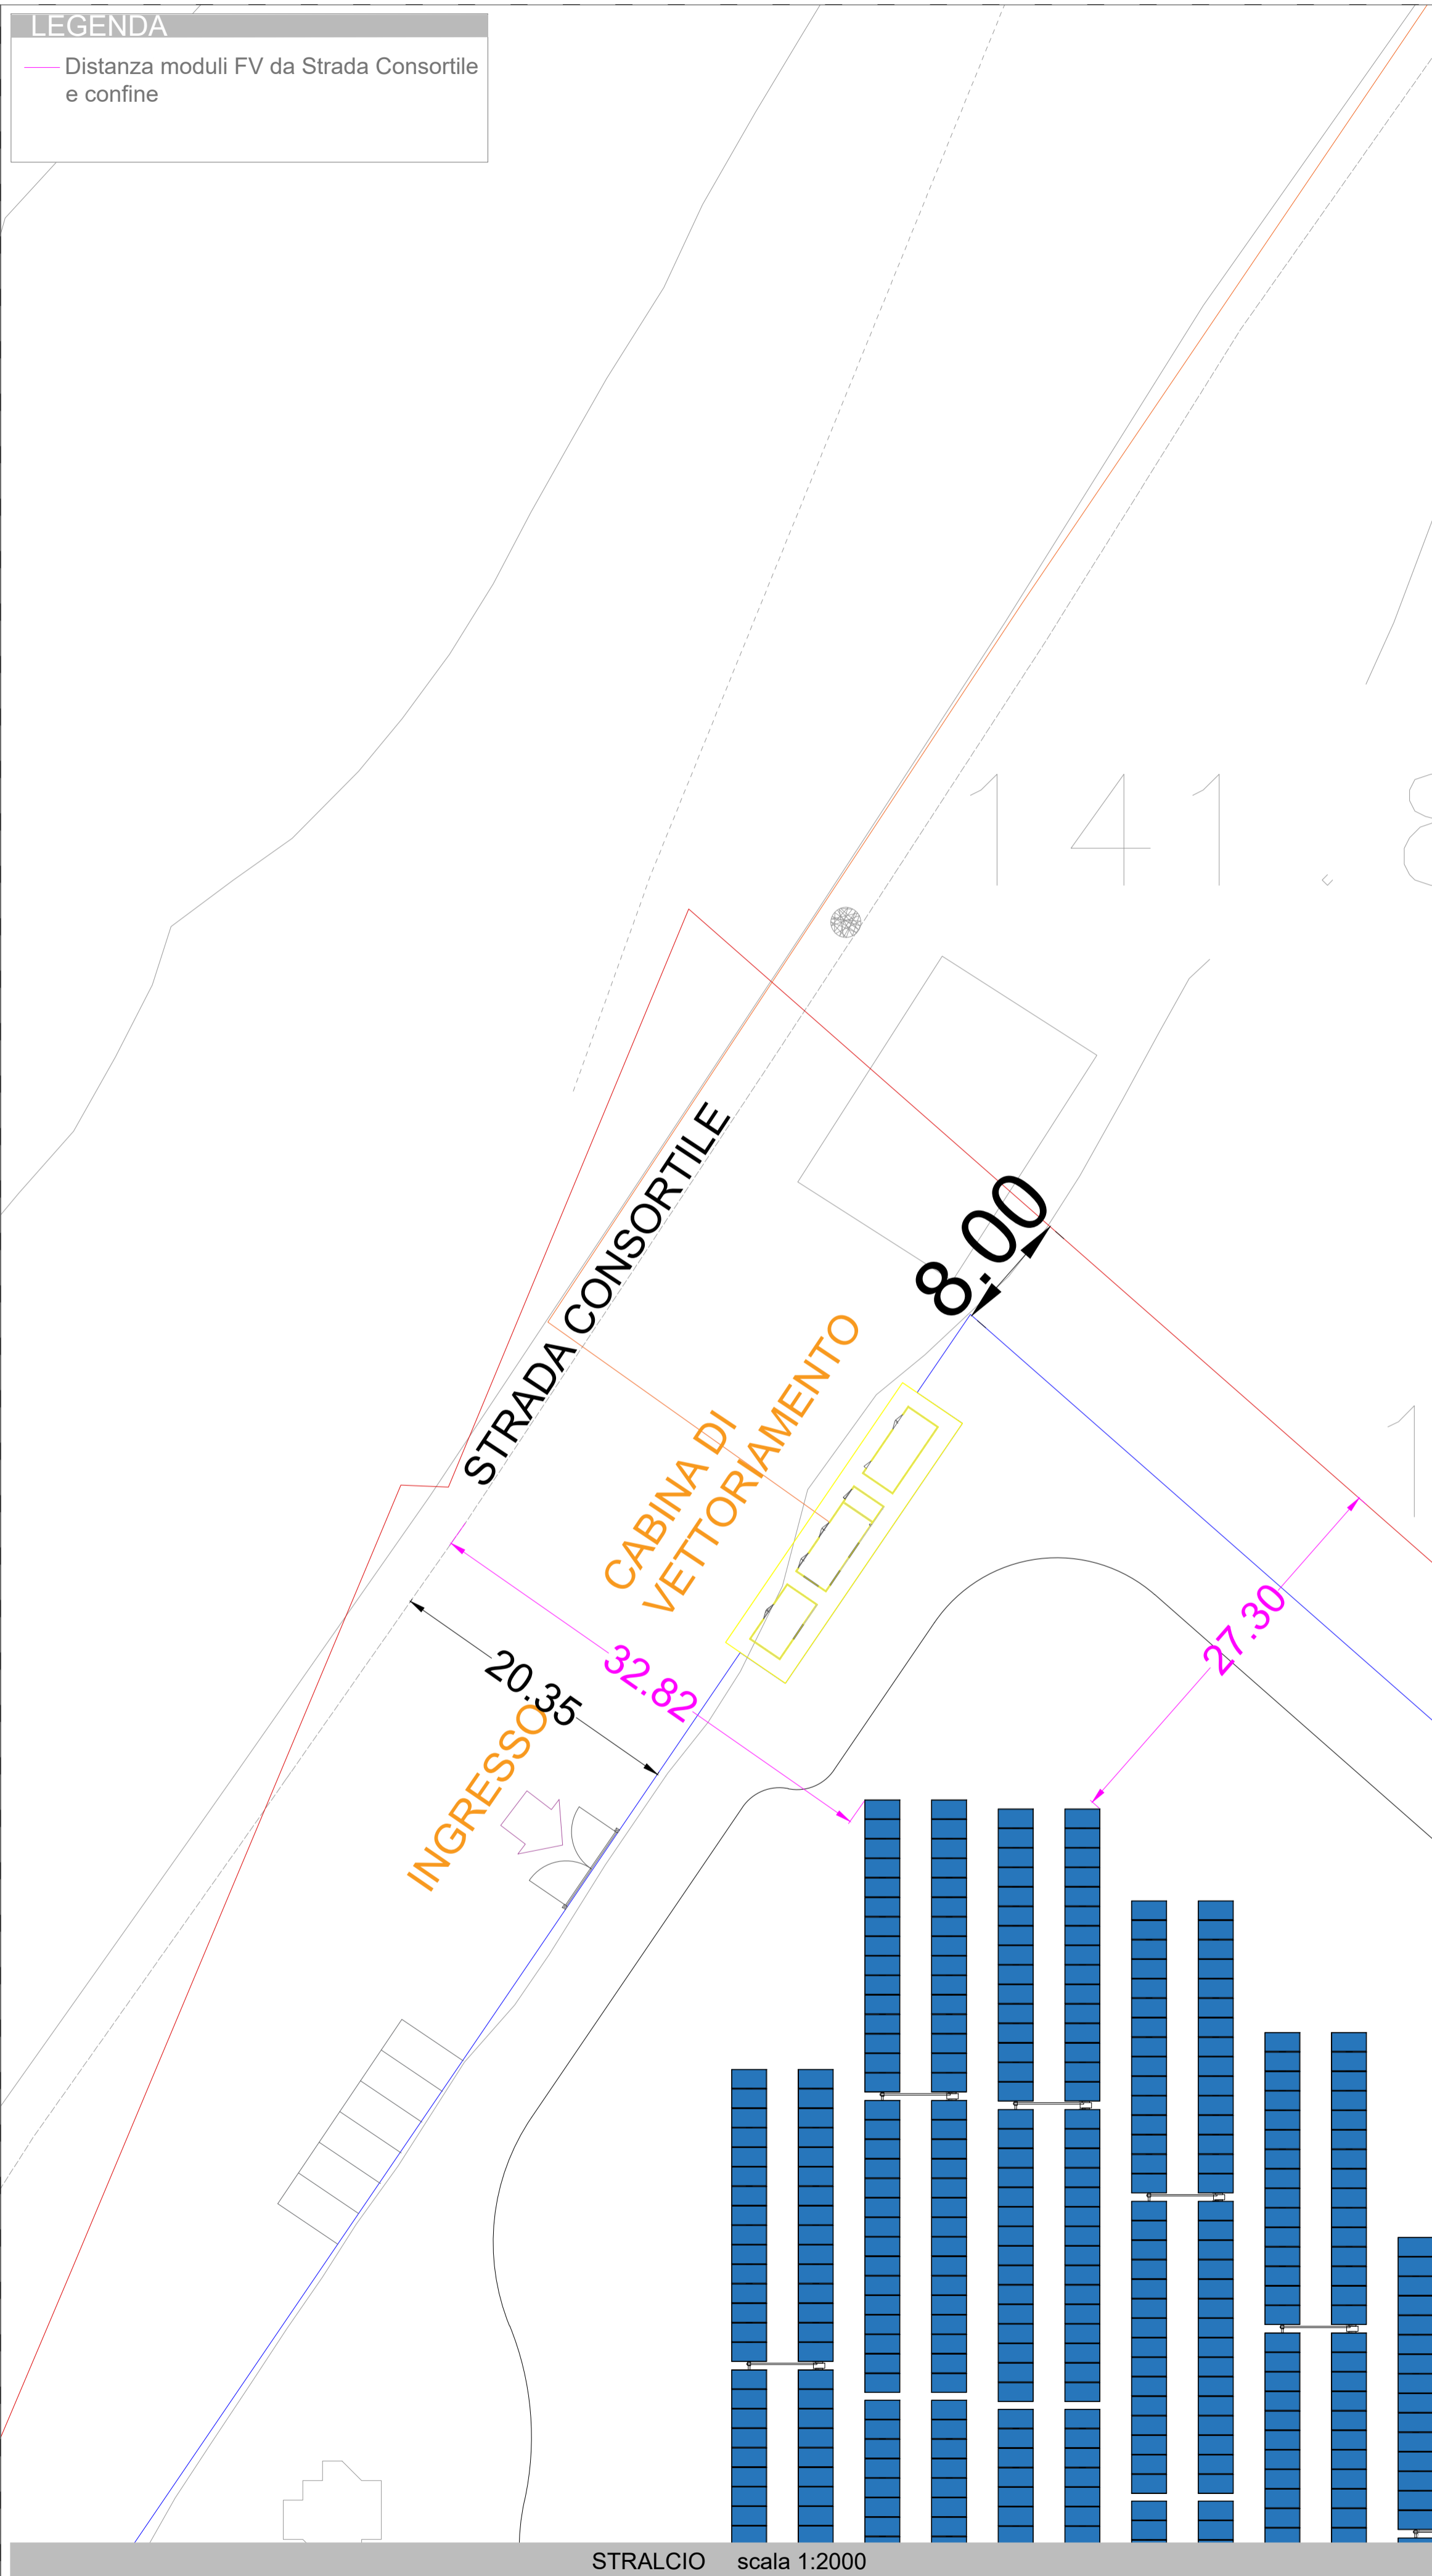 LEGENDA
Distanza moduli FV da Strada Consortile
e confine
141.8
STRADA CONSORTILE
8.00
CABINA DI
VETTORIAMENTO
1
27.30
32.82
20.35
INGRESSO
STRALCIO scala 1:2000